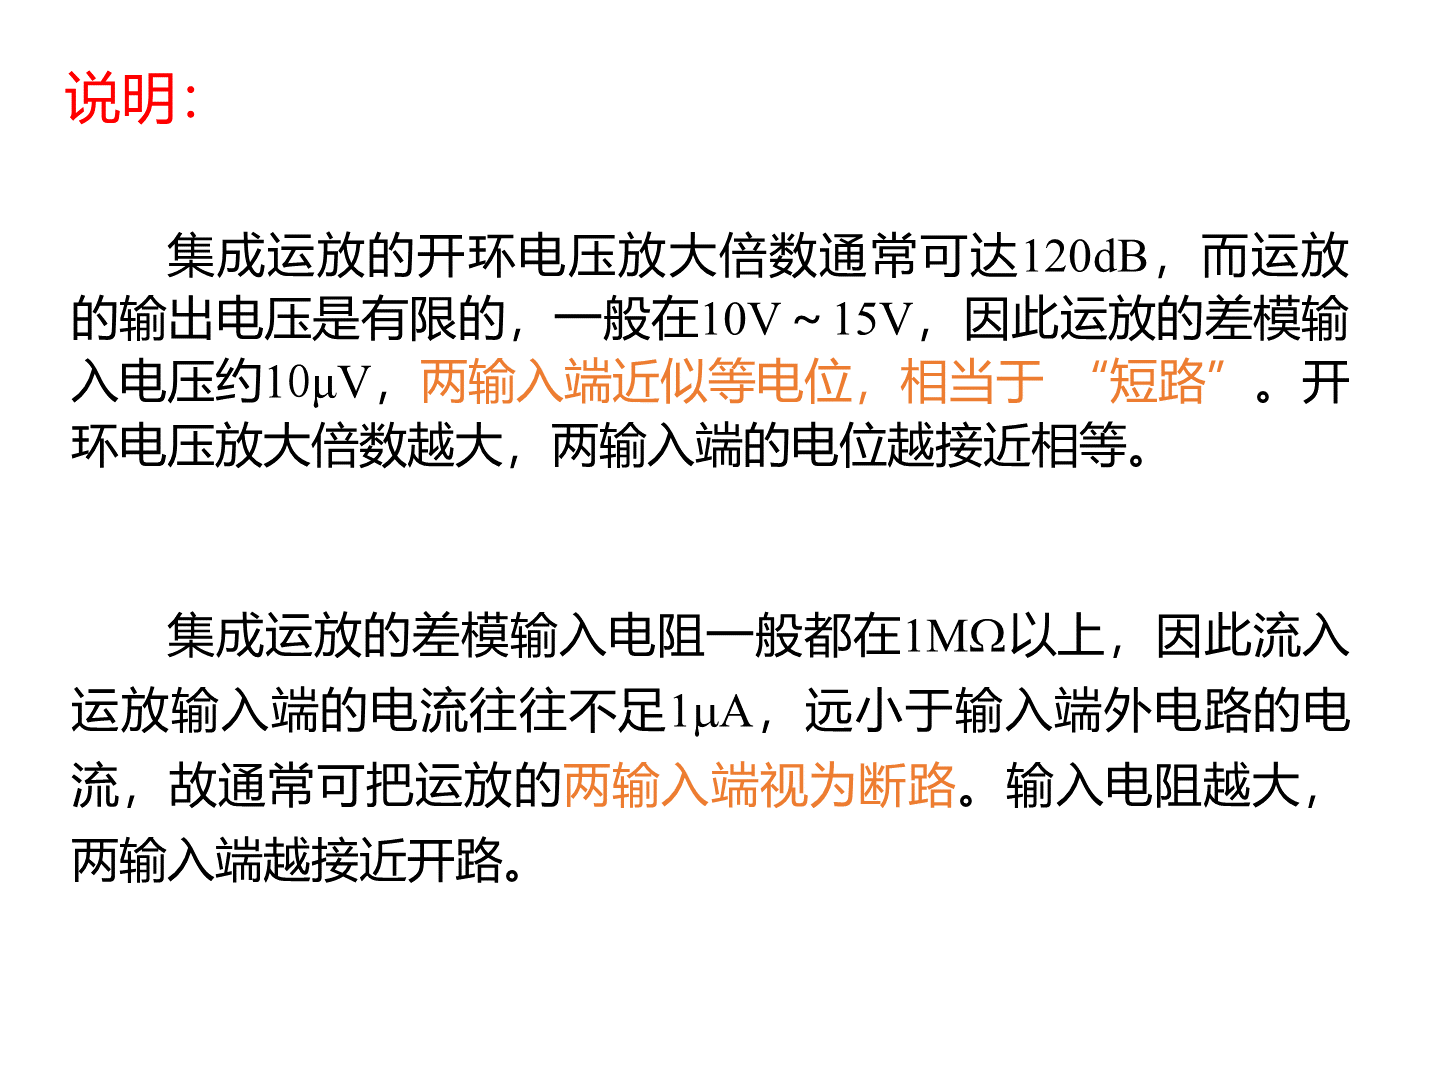 说明：
集成运放的开环电压放大倍数通常可达120dB，而运放
的输出电压是有限的，一般在10V～15V，因此运放的差模输
入电压约10μV，两输入端近似等电位，相当于 “短路”。开
环电压放大倍数越大，两输入端的电位越接近相等。
集成运放的差模输入电阻一般都在1MΩ以上，因此流入
运放输入端的电流往往不足1μA，远小于输入端外电路的电
流，故通常可把运放的两输入端视为断路。输入电阻越大，
两输入端越接近开路。